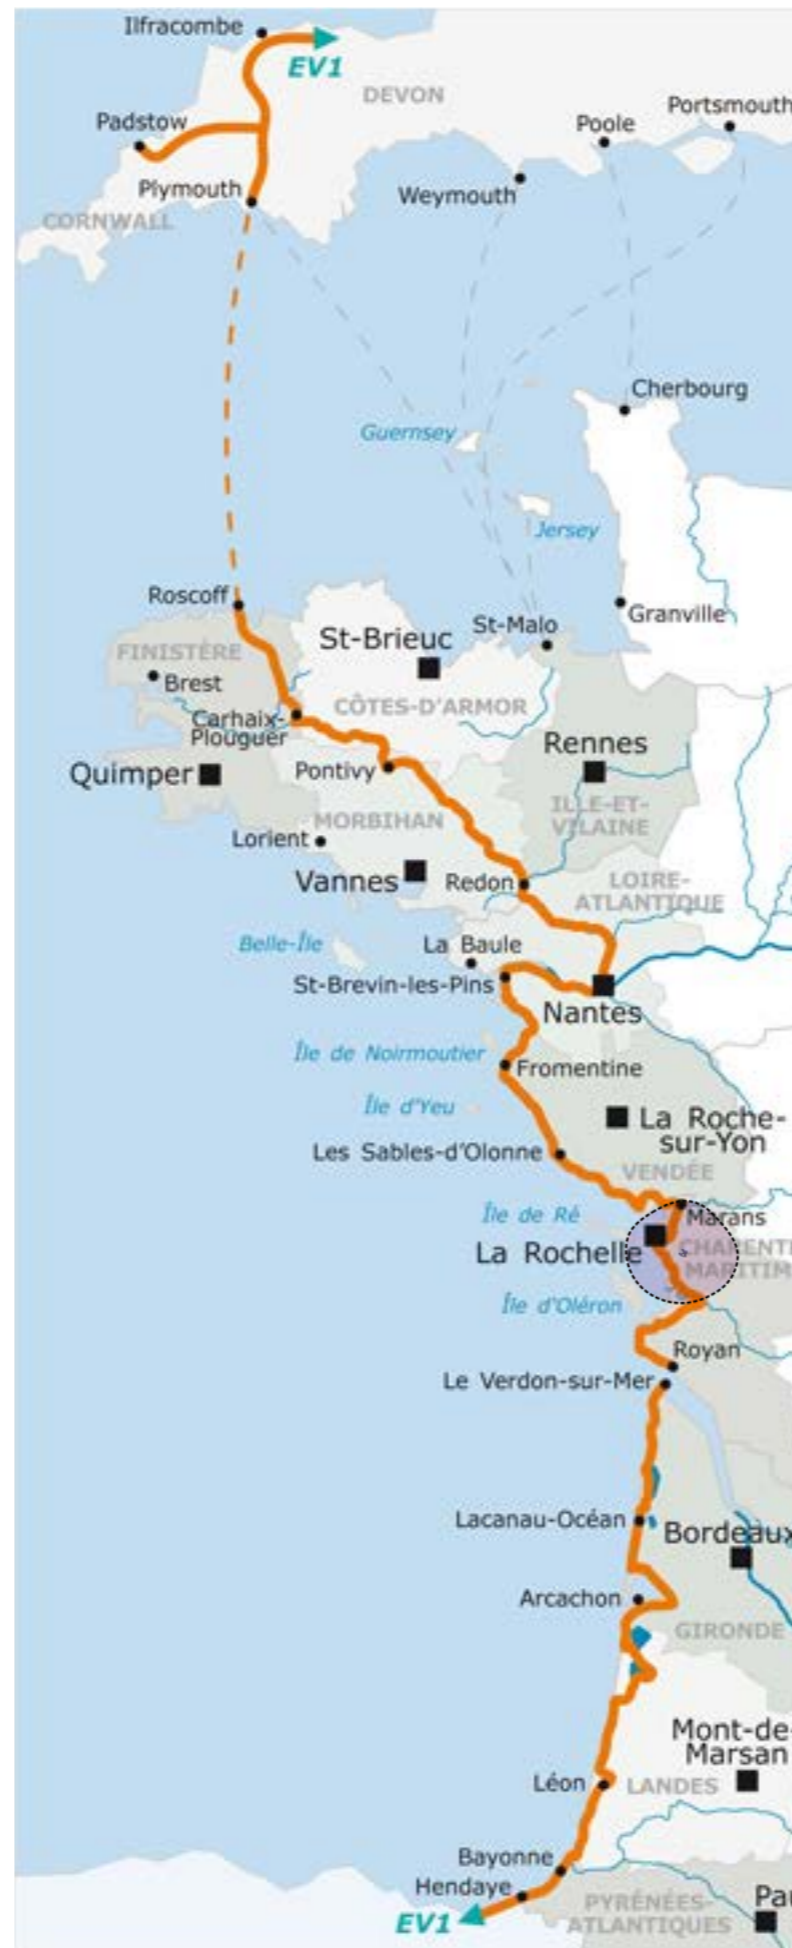 Ilfracombe
EV1
DEVON
Padstow
Portsmouth
Poole
Plymouth
Weymouth
CORNWALL
Cherbourg
Guernsey
Jersey
Roscoff
Granville
St-Malo
St-Brieuc
FINISTÈRE
Brest
CÔTES-D'ARMOR
Carhaix-
Plouguer
Rennes
Quimper
Pontivy
ILLE-ET-
VILAINE
MORBIHAN
Lorient
Vannes
Redon
LOIRE-
ATLANTIQUE
Belle-Île
La Baule
St-Brevin-les-Pins
Nantes
Île de Noirmoutier
Fromentine
Île d'Yeu
La Roche-
sur-Yon
Les Sables-d'Olonne
VENDÉE
Île de Ré
Marans
La Rochelle
CHARENT
MARITIM
Île d'Oléron
Royan
Le Verdon-sur-Mer
Lacanau-Océan
Bordeaux
Arcachon
GIRONDE
Mont-de-
Marsan
Léon
LANDES
Bayonne
Hendaye
EV1
PYRÉNÉES-
ATLANTIQUES
Pau